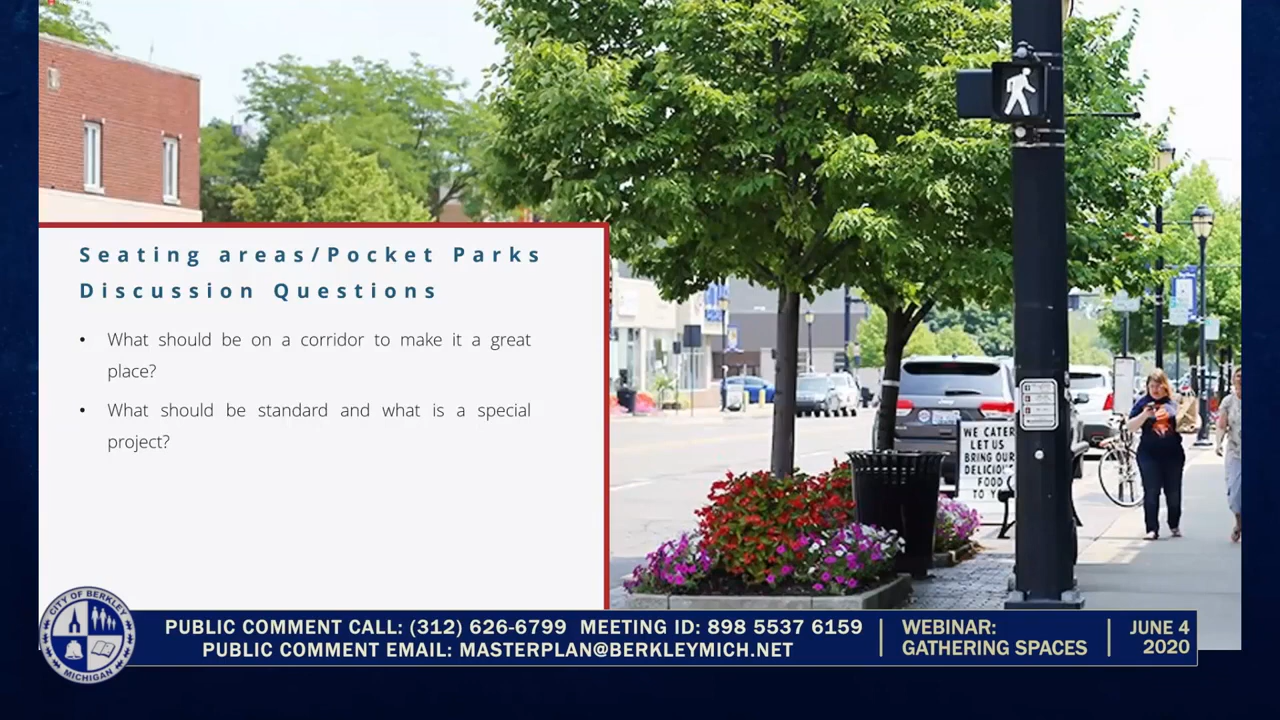 Seating areas/Pocket Parks
Discussion Questions
• What should be on a corridor to make it a great
place?
• What should be standard and what is a special
project?
WE CATER
LET US
BRING OUR
DELICIOUS
FOOD
CITY OF BERKLEY
MICHIGAN
PUBLIC COMMENT CALL: (312) 626-6799 MEETING ID: 898 5537 6159
PUBLIC COMMENT EMAIL: MASTERPLAN@BERKLEYMICH.NET
WEBINAR:
GATHERING SPACES
JUNE 4
2020